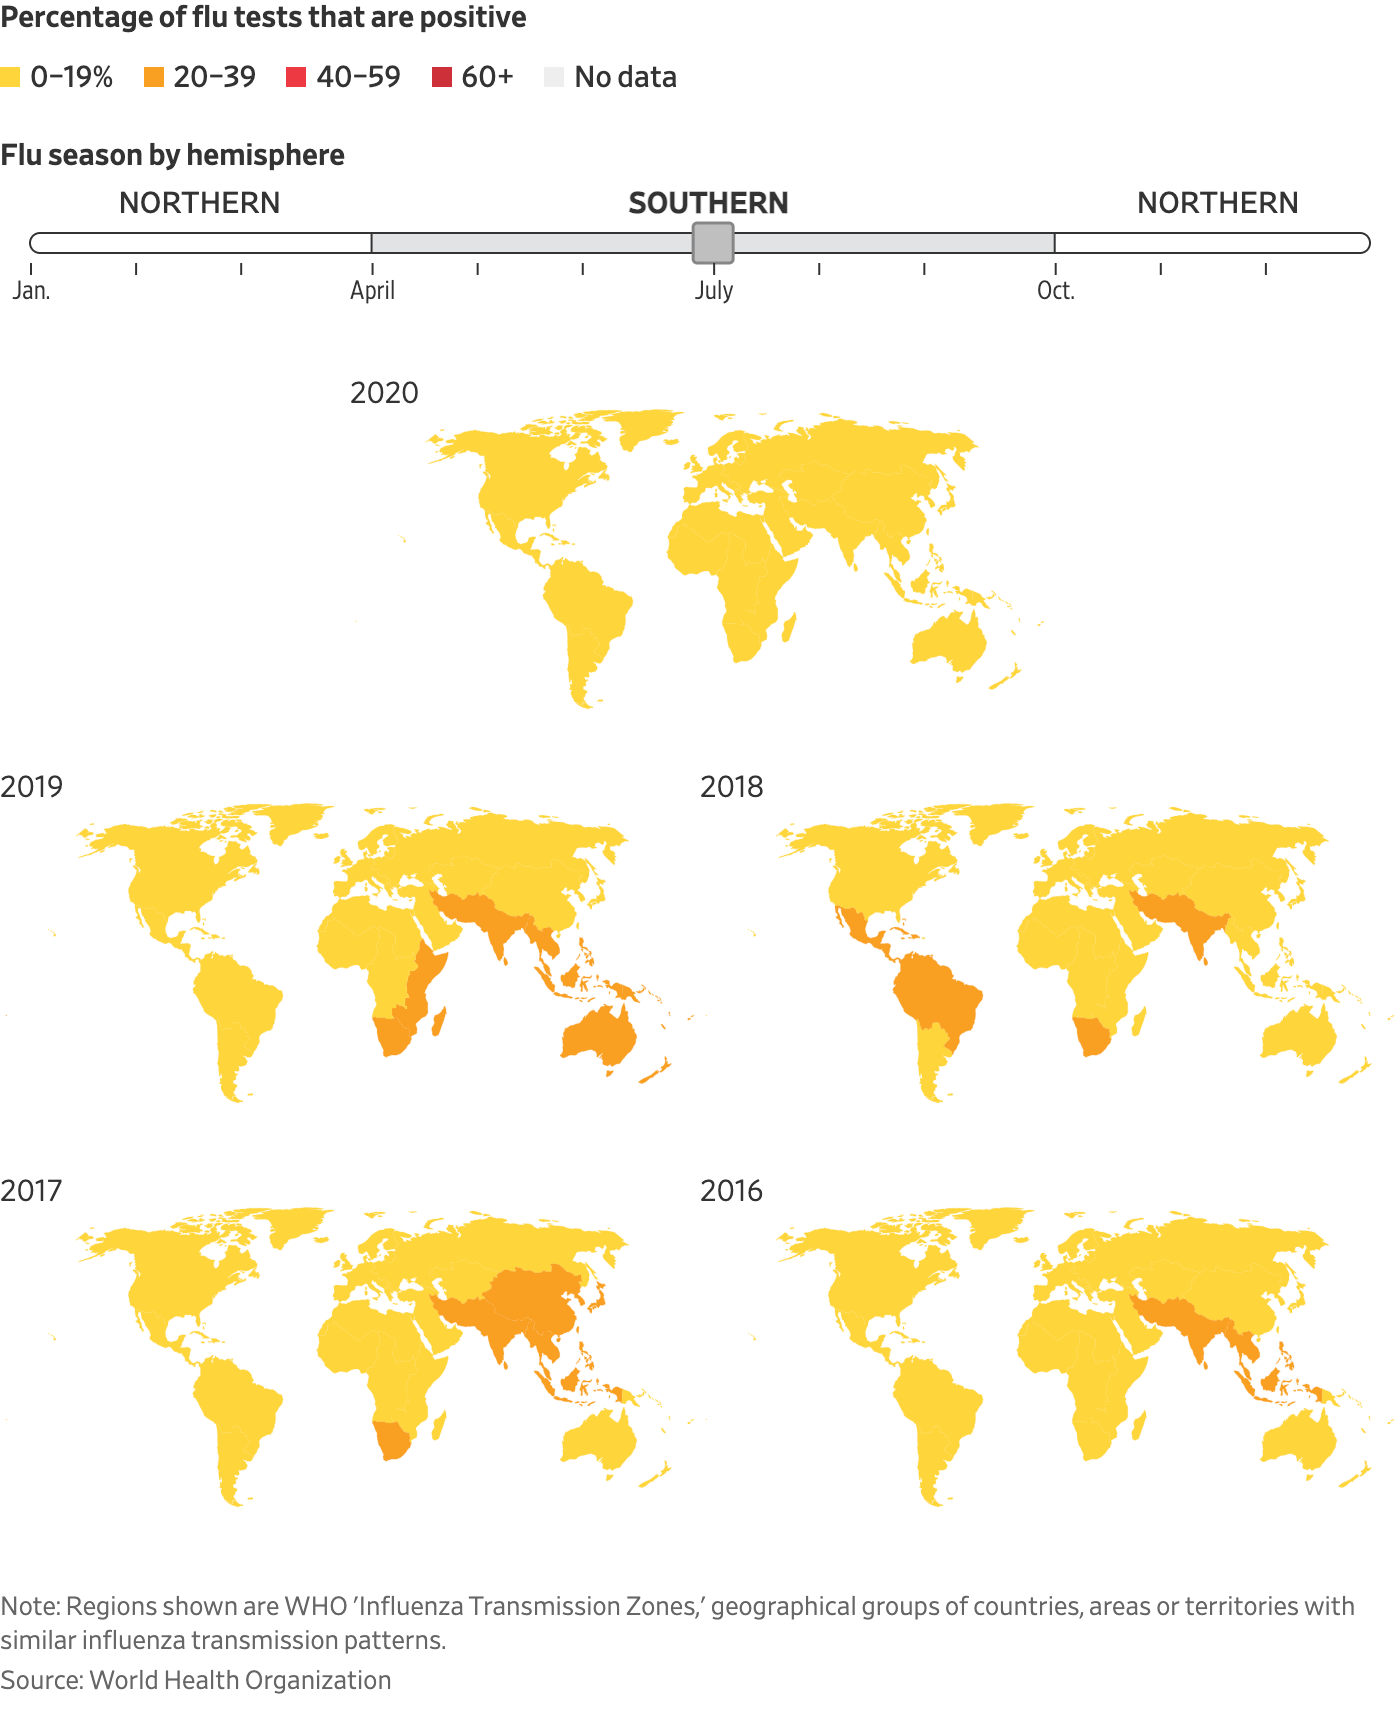 Percentage of flu tests that are positive
0–19% 20–39 40–59 60+ No data
Flu season by hemisphere
NORTHERN SOUTHERN NORTHERN
Jan. April July Oct.
2020
2019 2018
2017 2016
Note: Regions shown are WHO 'Influenza Transmission Zones,' geographical groups of countries, areas or territories with
similar influenza transmission patterns.
Source: World Health Organization